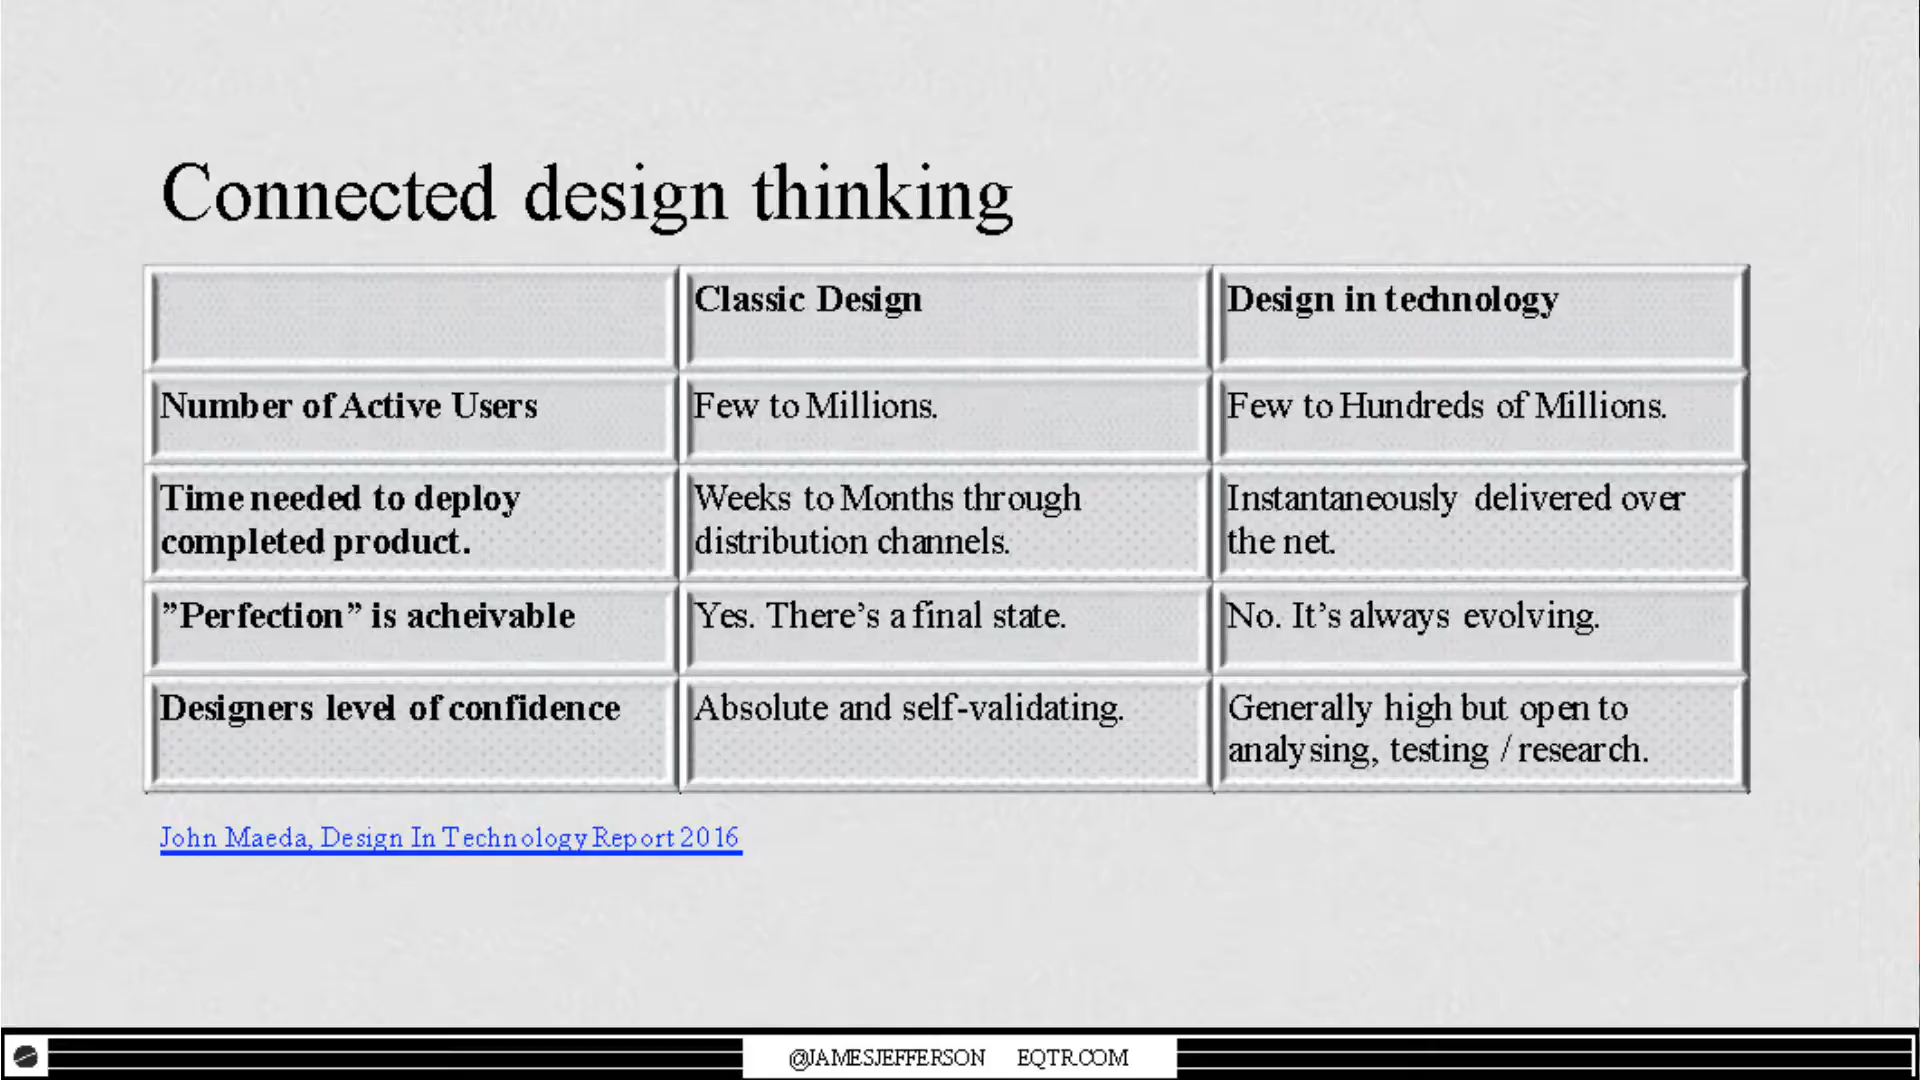 Connected design thinking
Classic Design
Design in technology
Number of Active Users
Few to Millions.
Few to Hundreds of Millions.
Time needed to deploy
completed product.
Weeks to Months through
distribution channels.
Instantaneously delivered over
the net.
”Perfection” is acheivable
Yes. There’s a final state.
No. It’s always evolving.
Designers level of confidence
Absolute and self-validating.
Generally high but open to
analysing, testing / research.
John Maeda, Design In Technology Report 2016
@JAMESJEFFERSON EQTR.COM